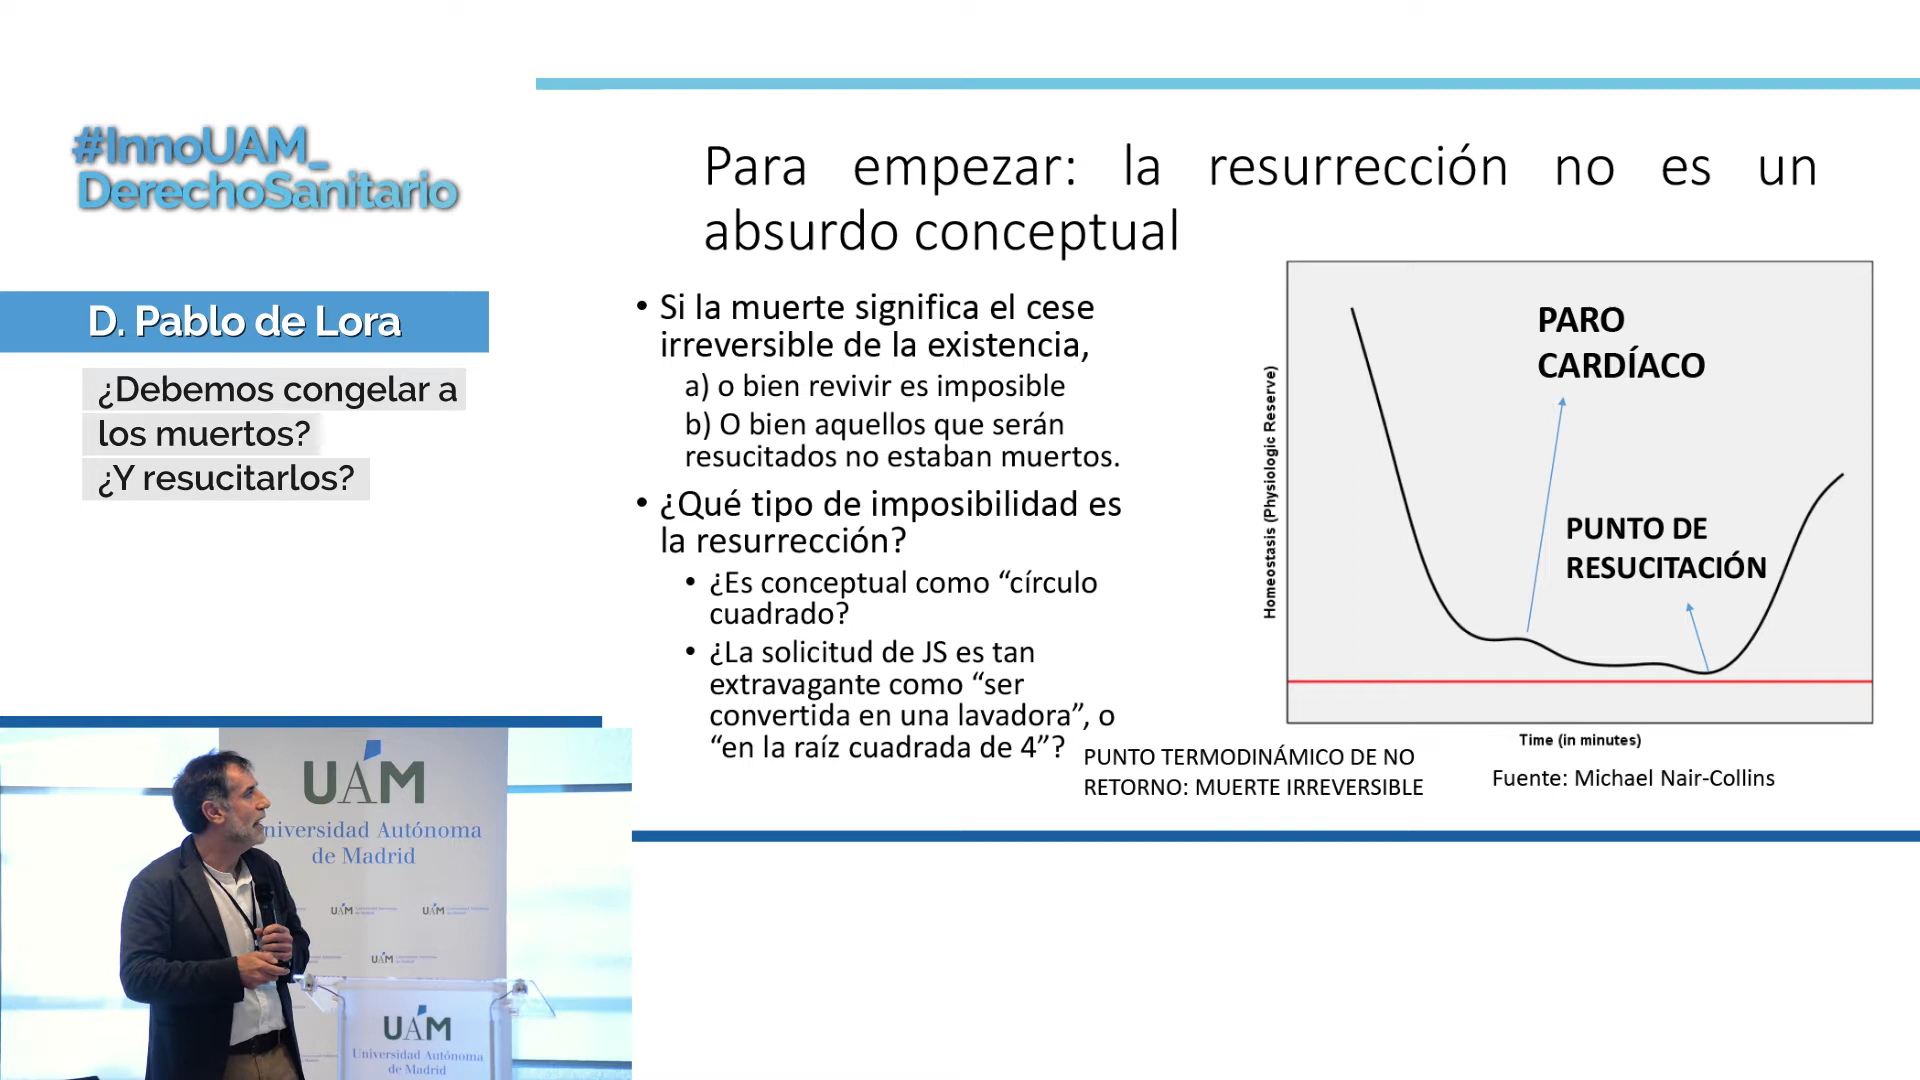 #InnoUAM_
DerechoSanitario
D. Pablo de Lora
¿Debemos congelar a
los muertos?
¿Y resucitarlos?
Para empezar: la resurrección no es un
absurdo conceptual
• Si la muerte significa el cese
irreversible de la existencia,
a) o bien revivir es imposible
b) O bien aquellos que serán
resucitados no estaban muertos.
• ¿Qué tipo de imposibilidad es
la resurrección?
• ¿Es conceptual como “círculo
cuadrado?
• ¿La solicitud de JS es tan
extravagante como “ser
convertida en una lavadora”, o
“en la raíz cuadrada de 4”?
Homeostasis (Physiologic Reserve)
PARO
CARDÍACO
PUNTO DE
RESUCITACIÓN
Time (in minutes)
PUNTO TERMODINÁMICO DE NO
RETORNO: MUERTE IRREVERSIBLE
Fuente: Michael Nair-Collins
UAM
niversidad Autónoma
de Madrid
UAM
UAM
UAM
UAM
Universidad Autónoma
de Madrid